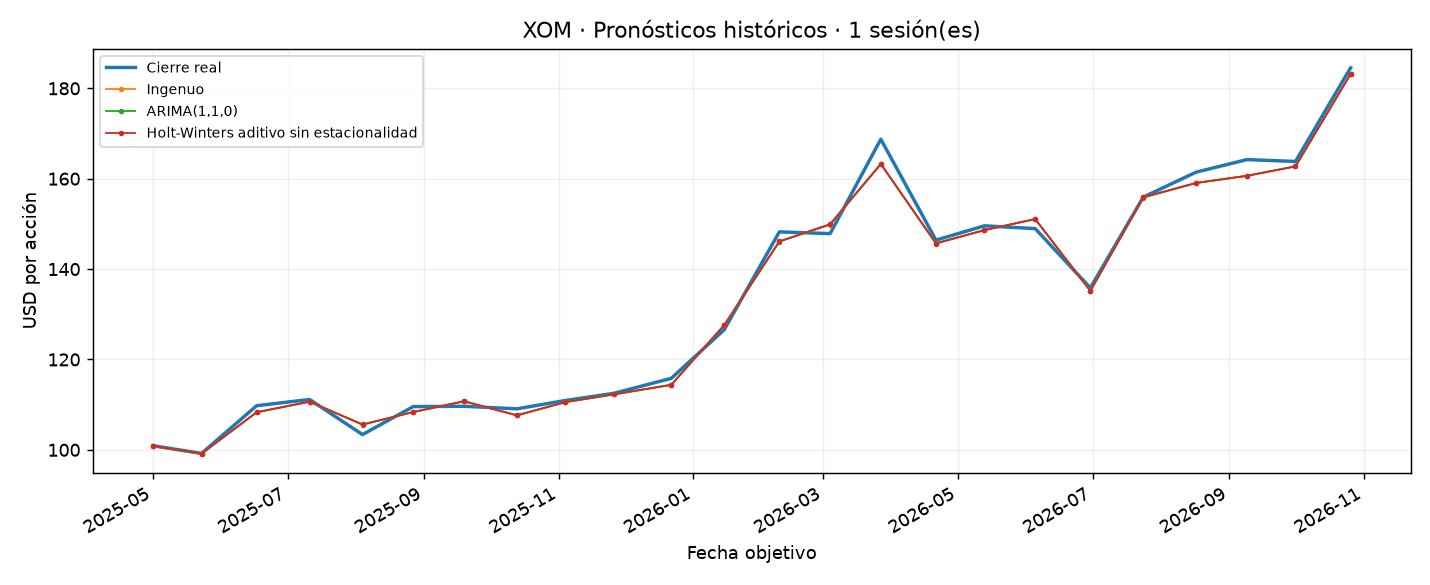 XOM · Pronósticos históricos · 1 sesión(es)
Cierre real
Ingenuo
ARIMA(1,1,0)
Holt-Winters aditivo sin estacionalidad
USD por acción
180
160
140
120
100
2025-05
2025-07
2025-09
2025-11
2026-01
2026-03
2026-05
2026-07
2026-09
2026-11
Fecha objetivo